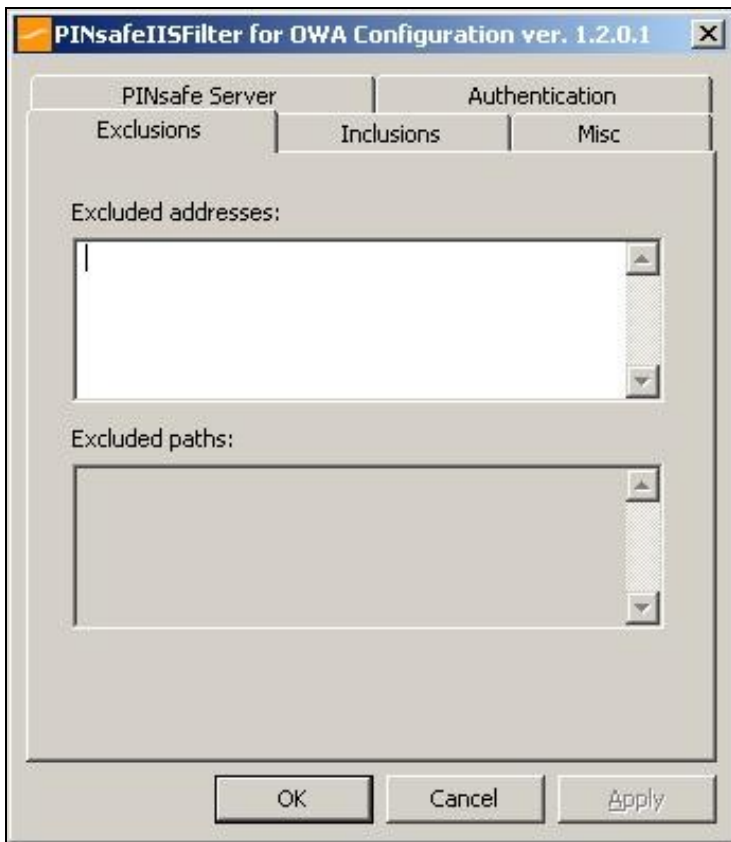 PINsafeIISFilter for OWA Configuration ver. 1.2.0.1
PINsafe Server Authentication
Exclusions Inclusions Misc
Excluded addresses:
Excluded paths:
OK Cancel Apply